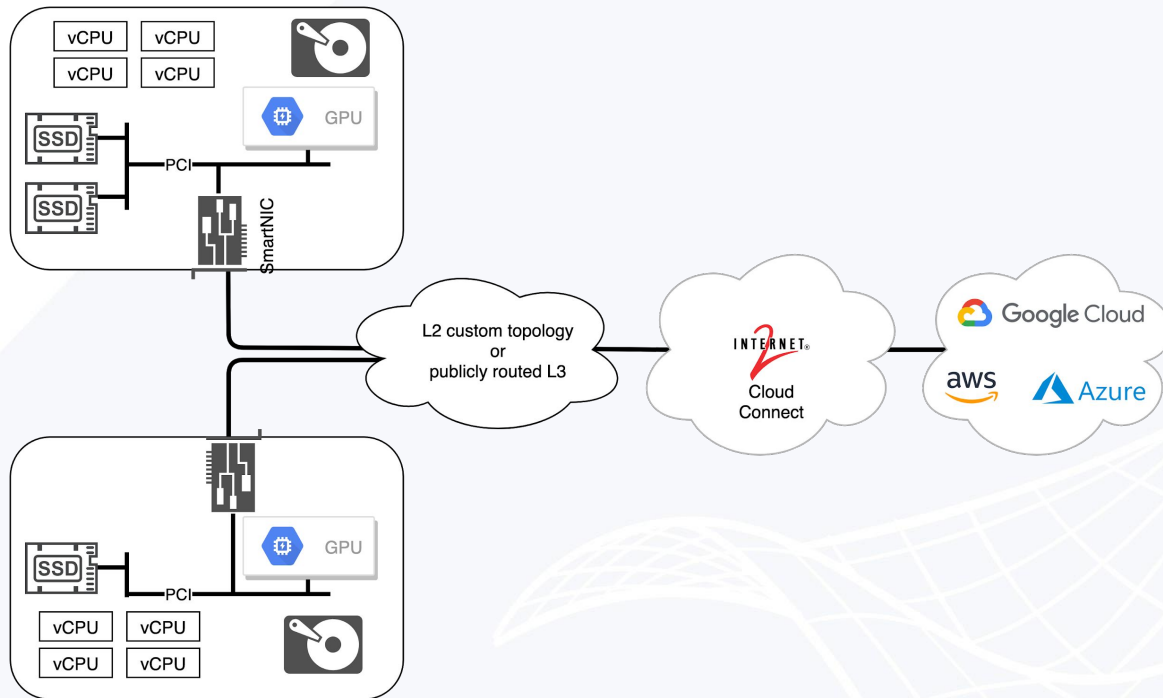 vCPU vCPU
vCPU vCPU
SSD
GPU
PCI
SSD
SmartNIC
L2 custom topology
or
publicly routed L3
INTERNET®
2
Cloud
Connect
Google Cloud
aws
Azure
GPU
SSD
PCI
vCPU vCPU
vCPU vCPU